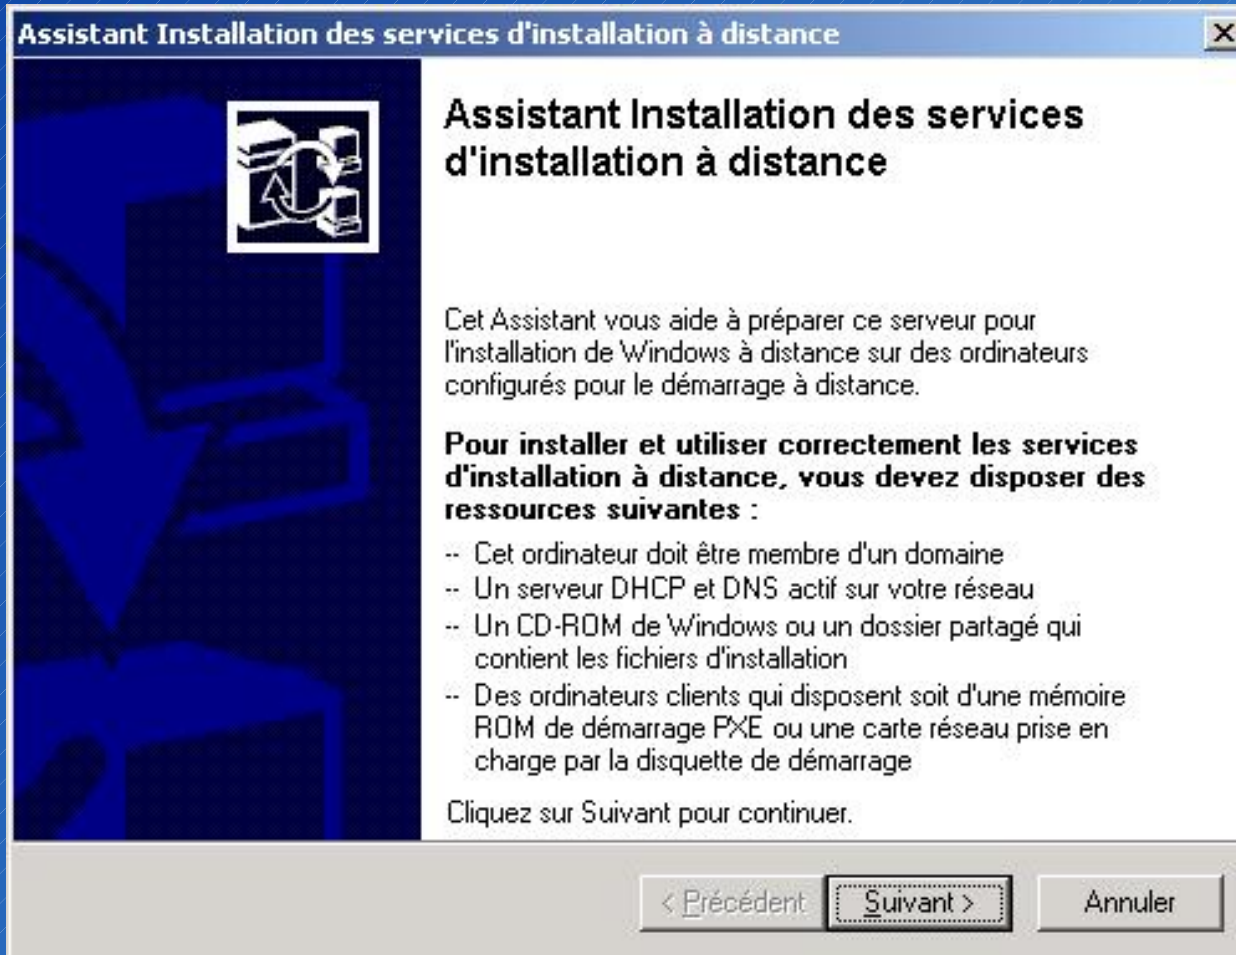 Assistant Installation des services d'installation à distance
Assistant Installation des services
d'installation à distance
Cet Assistant vous aide à préparer ce serveur pour
l'installation de Windows à distance sur des ordinateurs
configurés pour le démarrage à distance.
Pour installer et utiliser correctement les services
d'installation à distance, vous devez disposer des
ressources suivantes :
-- Cet ordinateur doit être membre d'un domaine
-- Un serveur DHCP et DNS actif sur votre réseau
-- Un CD-ROM de Windows ou un dossier partagé qui
contient les fichiers d'installation
-- Des ordinateurs clients qui disposent soit d'une mémoire
ROM de démarrage PXE ou une carte réseau prise en
charge par la disquette de démarrage
Cliquez sur Suivant pour continuer.
< Précédent Suivant > Annuler